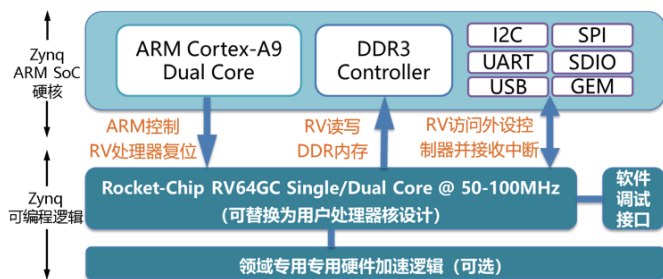 Zynq
ARM SoC
硬核
ARM Cortex-A9
Dual Core
DDR3
Controller
I2C
SPI
UART
SDIO
USB
GEM
ARM控制
RV处理器复位
RV读写
DDR内存
RV访问外设控
制器并接收中断
Zynq
可编程逻辑
Rocket-Chip RV64GC Single/Dual Core @ 50-100MHz
(可替换为用户处理器核设计)
软件
调试
接口
领域专用专用硬件加速逻辑（可选）